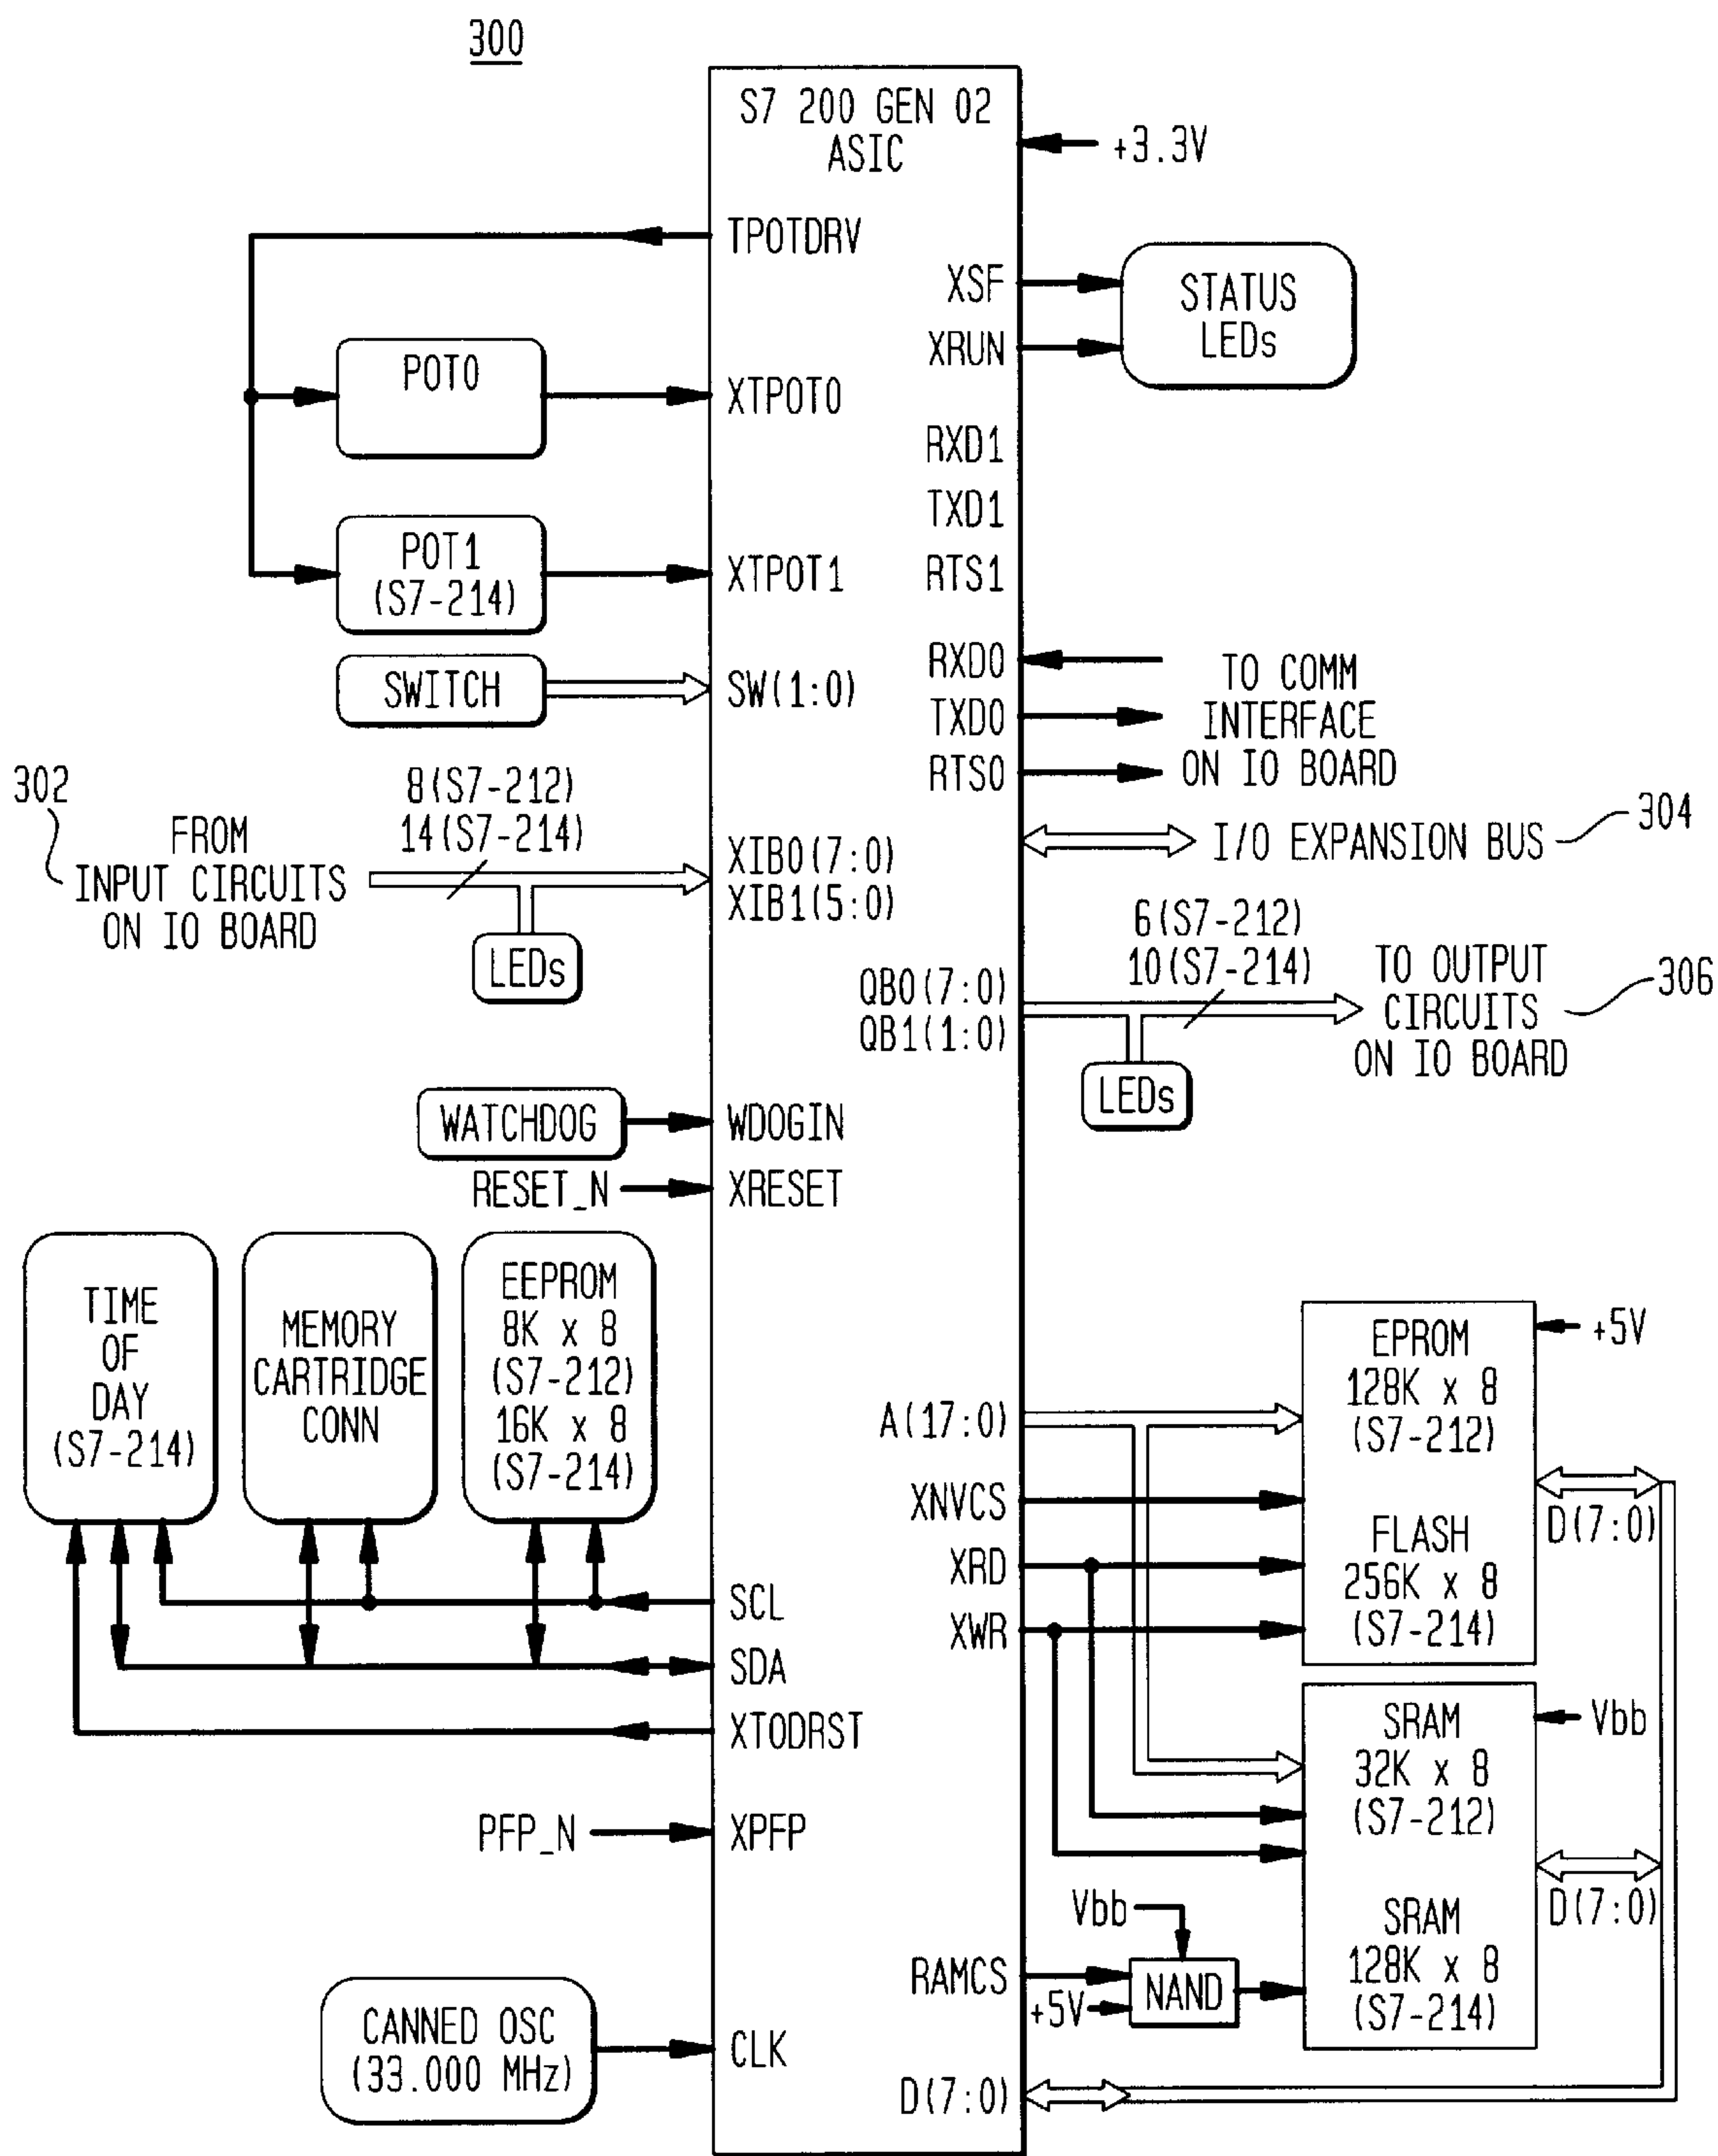 300
S7 200 GEN 02
ASIC
+3.3V
TPOTDRV
XSF
XRUN
STATUS
LEDs
POT0
XTPOT0
RXD1
TXD1
RTS1
POT1
(S7-214)
XTPOT1
SWITCH
SW(1:0)
RXD0
TXD0
RTS0
TO COMM
INTERFACE
ON IO BOARD
302
FROM
INPUT CIRCUITS
ON IO BOARD
8(S7-212)
14(S7-214)
XIB0(7:0)
XIB1(5:0)
LEDs
I/O EXPANSION BUS
304
6(S7-212)
10(S7-214)
QB0(7:0)
QB1(1:0)
TO OUTPUT
CIRCUITS
ON IO BOARD
306
LEDs
WATCHDOG
WDOGIN
RESET_N
XRESET
TIME
OF
DAY
(S7-214)
MEMORY
CARTRIDGE
CONN
EEPROM
8K x 8
(S7-212)
16K x 8
(S7-214)
SCL
SDA
XTODRST
PFP_N
XPFP
CANNED OSC
(33.000 MHz)
CLK
A(17:0)
XNVCS
XRD
XWR
EPROM
128K x 8
(S7-212)
FLASH
256K x 8
(S7-214)
+5V
D(7:0)
SRAM
32K x 8
(S7-212)
SRAM
128K x 8
(S7-214)
Vbb
D(7:0)
Vbb
RAMCS
+5V
NAND
D(7:0)